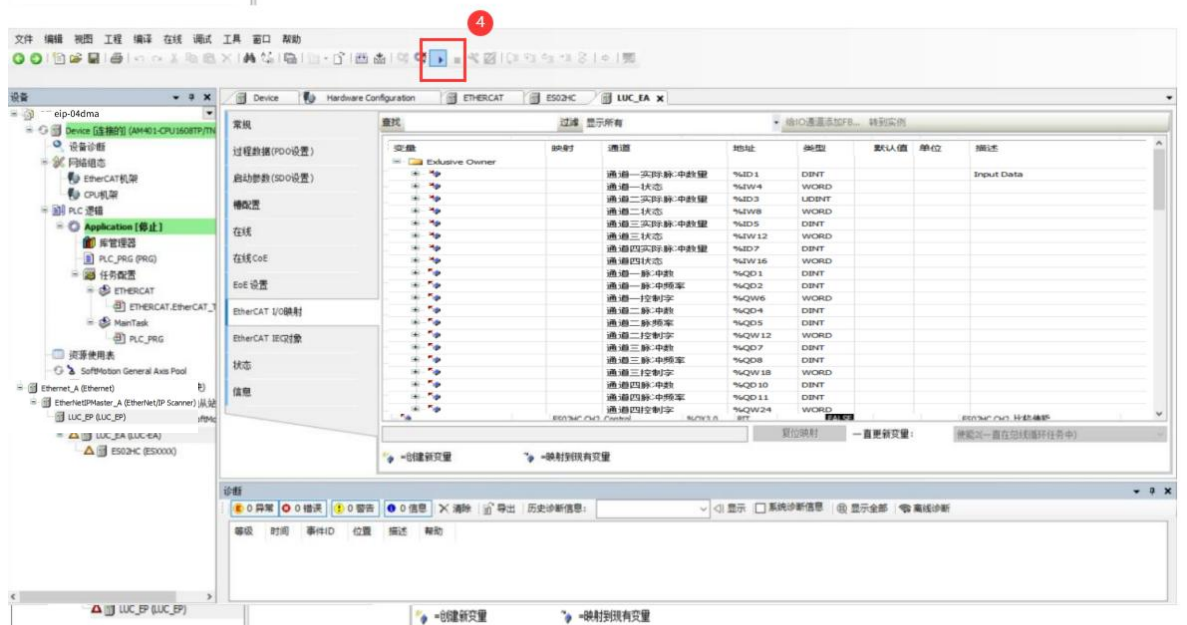 4
文件 编辑 视图 工程 编译 在线 调试 工具 窗口 帮助
设备
eip-04dma
Device [连接的] (AM401-CPU1608TP/TN
设备诊断
网络组态
EtherCAT机架
CPU机架
PLC 逻辑
Application [停止]
库管理器
PLC_PRG (PRG)
任务配置
ETHERCAT
ETHERCAT.EtherCAT_T
MainTask
PLC_PRG
资源使用表
SoftMotion General Axis Pool
Ethernet_A (Ethernet)
EtherNetIPMaster_A (EtherNet/IP Scanner)
LUC_EP (LUC_EP)
LUC_EA (LUC-EA)
ES02HC (ESXXXX)
Device Hardware Configuration ETHERCAT ES02HC LUC_EA
常规
过程数据(PDO设置)
启动参数(SDO设置)
槽配置
在线
在线CoE
EoE 设置
EtherCAT I/O映射
EtherCAT IEC对象
状态
信息
查找 过滤 显示所有 给IO通道添加FB... 转到实例
变量 映射 通道 地址 类型 默认值 单位 描述
Exlusive Owner
通道一实际脉冲数量 %ID1 DINT Input Data
通道一状态 %IW4 WORD
通道二实际脉冲数量 %ID3 UDINT
通道二状态 %IW8 WORD
通道三实际脉冲数量 %ID5 DINT
通道三状态 %IW12 WORD
通道四实际脉冲数量 %ID7 DINT
通道四状态 %IW16 WORD
通道一脉冲数 %QD1 DINT
通道一脉冲频率 %QD2 DINT
通道一控制字 %QW6 WORD
通道二脉冲数 %QD4 DINT
通道二脉频率 %QD5 DINT
通道二控制字 %QW12 WORD
通道三脉冲数 %QD7 DINT
通道三脉冲频率 %QD8 DINT
通道三控制字 %QW18 WORD
通道四脉冲数 %QD10 DINT
通道四脉冲频率 %QD11 DINT
通道四控制字 %QW24 WORD
复位映射 一直更新变量: 使能2(一直在总线循环任务中)
=创建新变量 =映射到现有变量
诊断
0 异常 0 错误 0 警告 0 信息 清除 导出 历史诊断信息: 显示 系统诊断信息 显示全部 离线诊断
等级 时间 事件ID 位置 描述 帮助
LUC_EP (LUC_EP) =创建新变量 =映射到现有变量